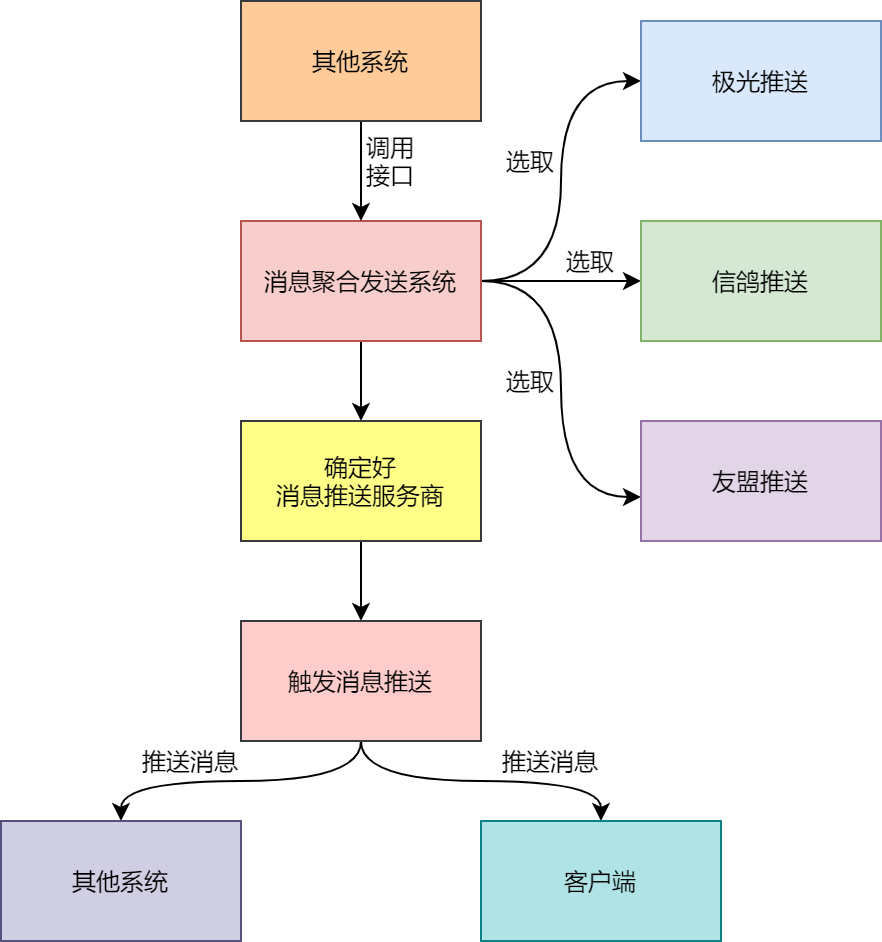 其他系统
调用
接口
极光推送
选取
消息聚合发送系统
选取
信鸽推送
选取
确定好
消息推送服务商
友盟推送
触发消息推送
推送消息
推送消息
其他系统
客户端